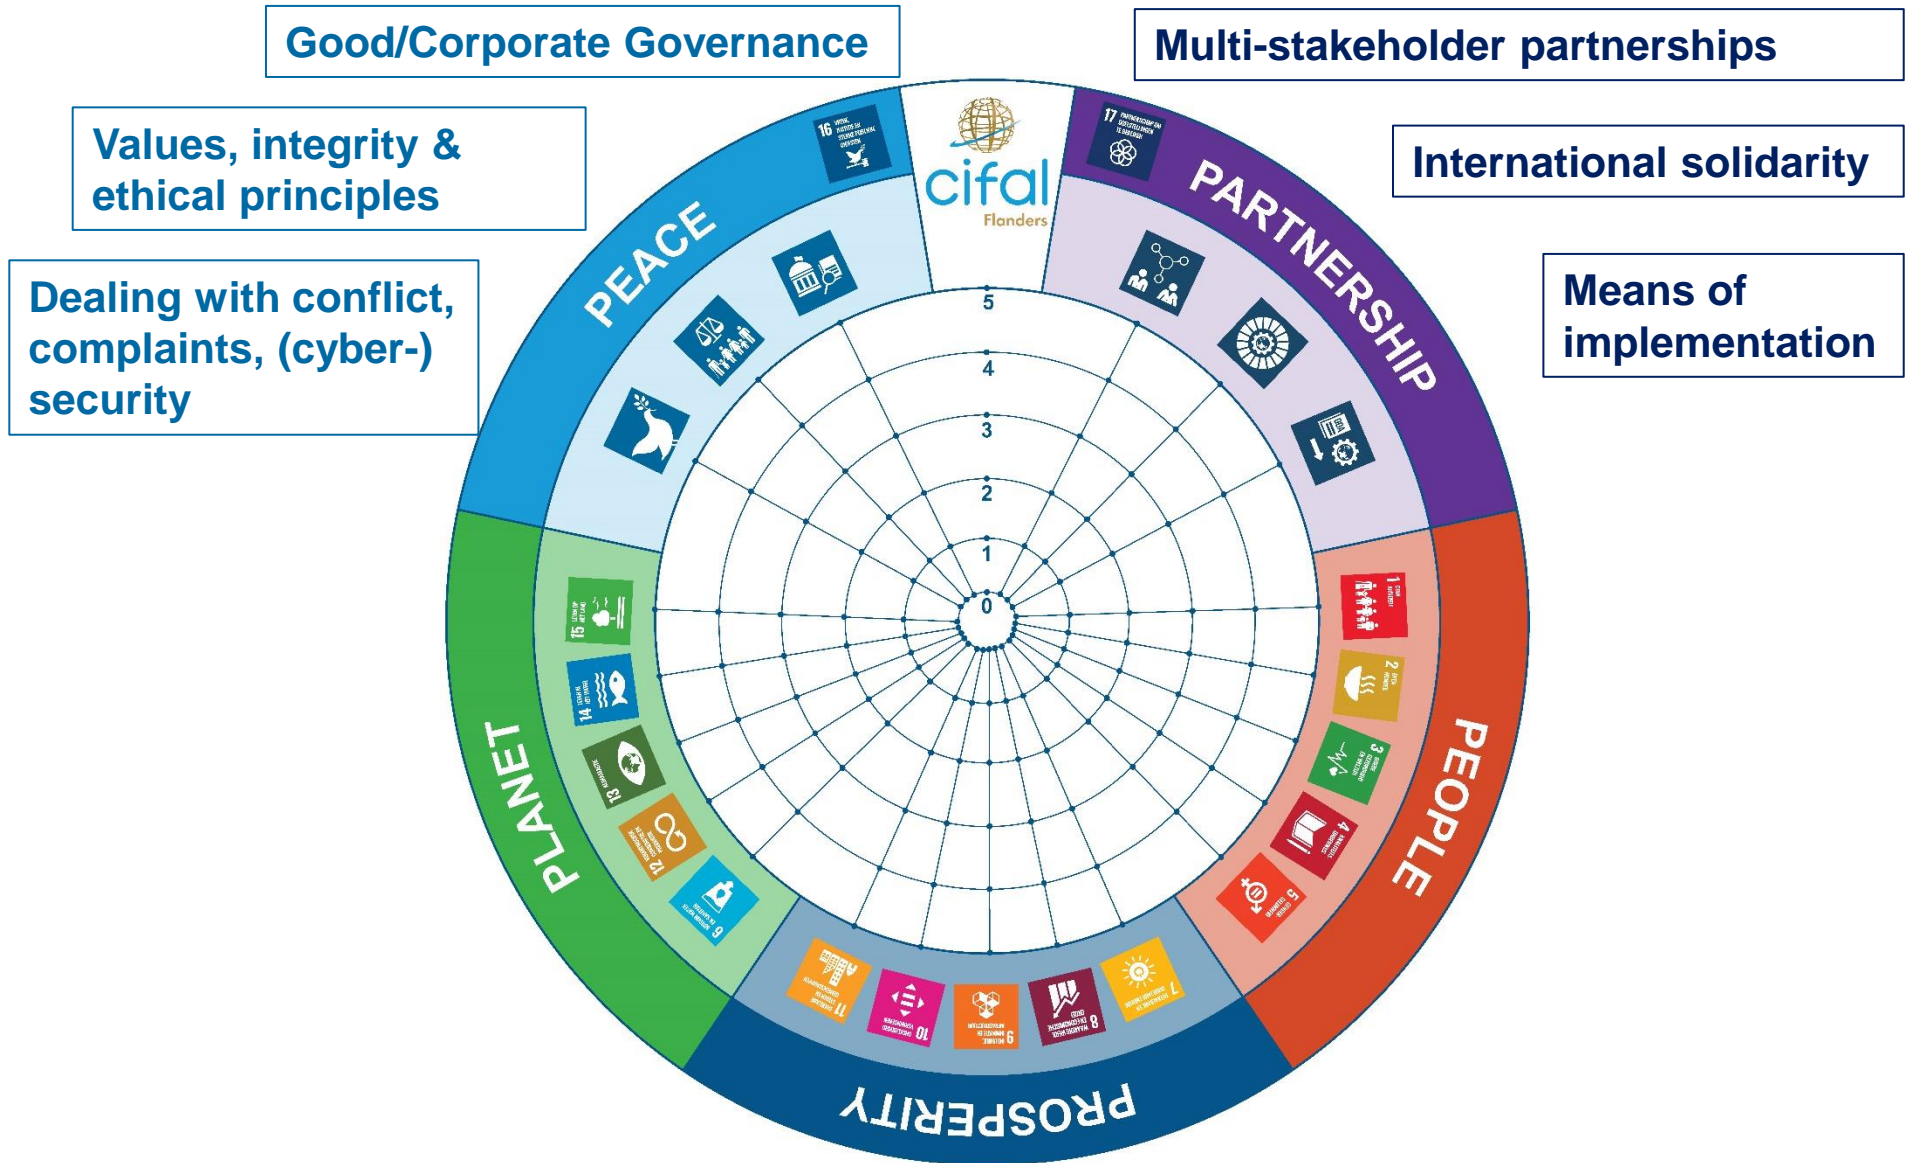 Good/Corporate Governance
Multi-stakeholder partnerships
Values, integrity &
ethical principles
International solidarity
Dealing with conflict,
complaints, (cyber-)
security
Means of
implementation
cifal
Flanders
PEACE
PARTNERSHIP
PEOPLE
PROSPERITY
PLANET
16
17
5
4
3
2
1
0
1
2
3
4
5
7
8
9
10
11
6
12
13
14
15